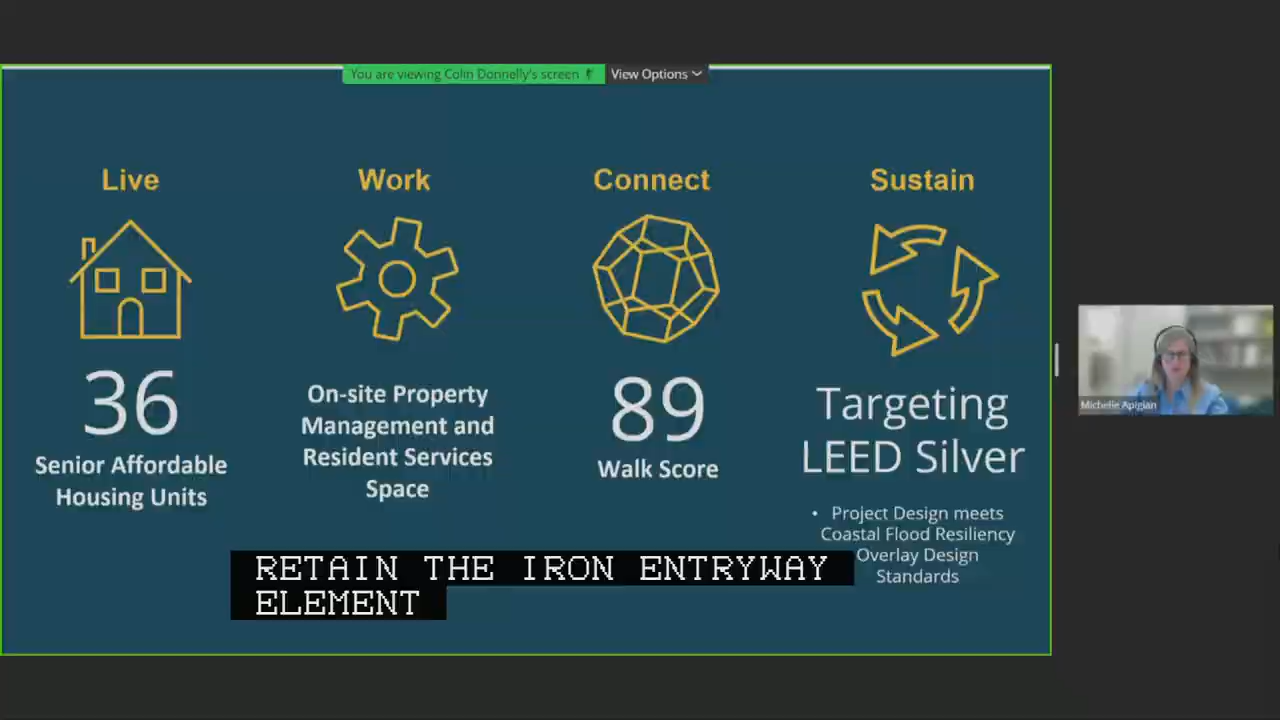 You are viewing Colin Donnelly's screen
View Options
Live
Work
Connect
Sustain
36
Senior Affordable
Housing Units
On-site Property
Management and
Resident Services
Space
89
Walk Score
Targeting
LEED Silver
• Project Design meets
Coastal Flood Resiliency
Overlay Design
Standards
RETAIN THE IRON ENTRYWAY
ELEMENT
Michelle Apigian